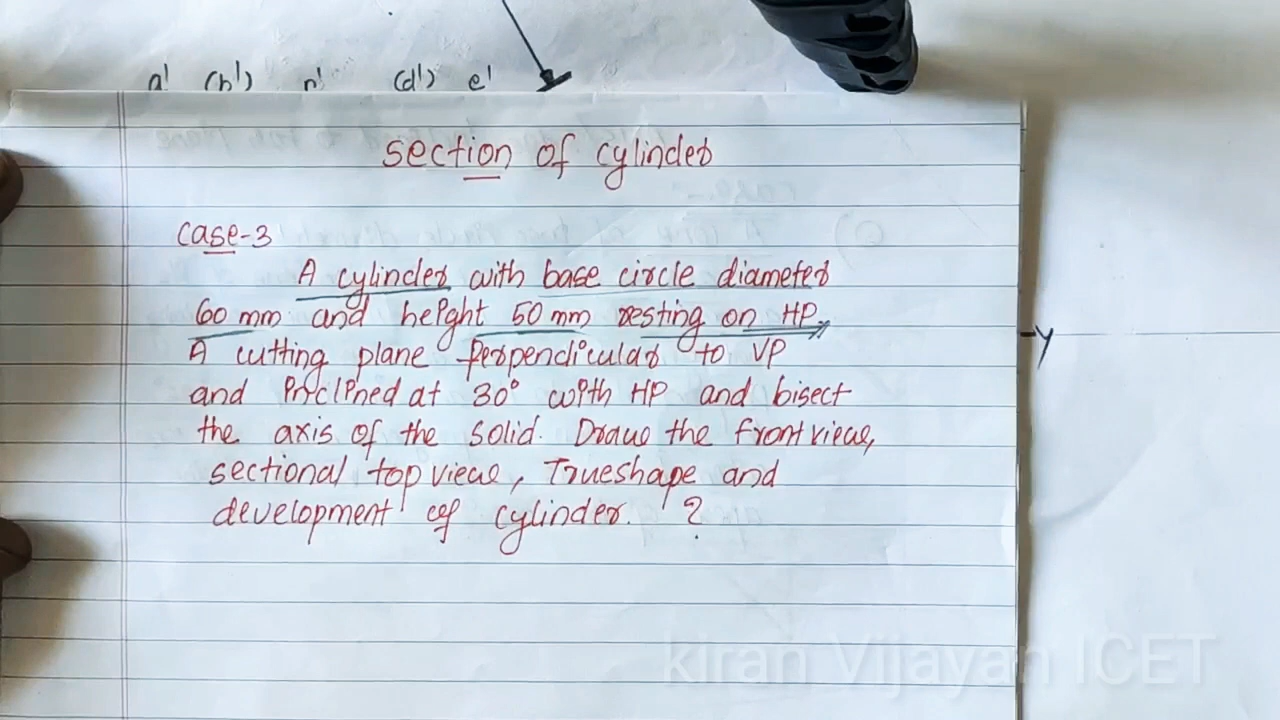 a' (b') n' (d') e'
section of cylinder
case-3
A cylinder with base circle diameter
60 mm and height 50 mm resting on HP.
A cutting plane perpendicular to VP
and inclined at 30° with HP and bisect
the axis of the solid. Draw the front view,
sectional top view, Trueshape and
development of cylinder. ?
Y
kiran Vijayan ICET